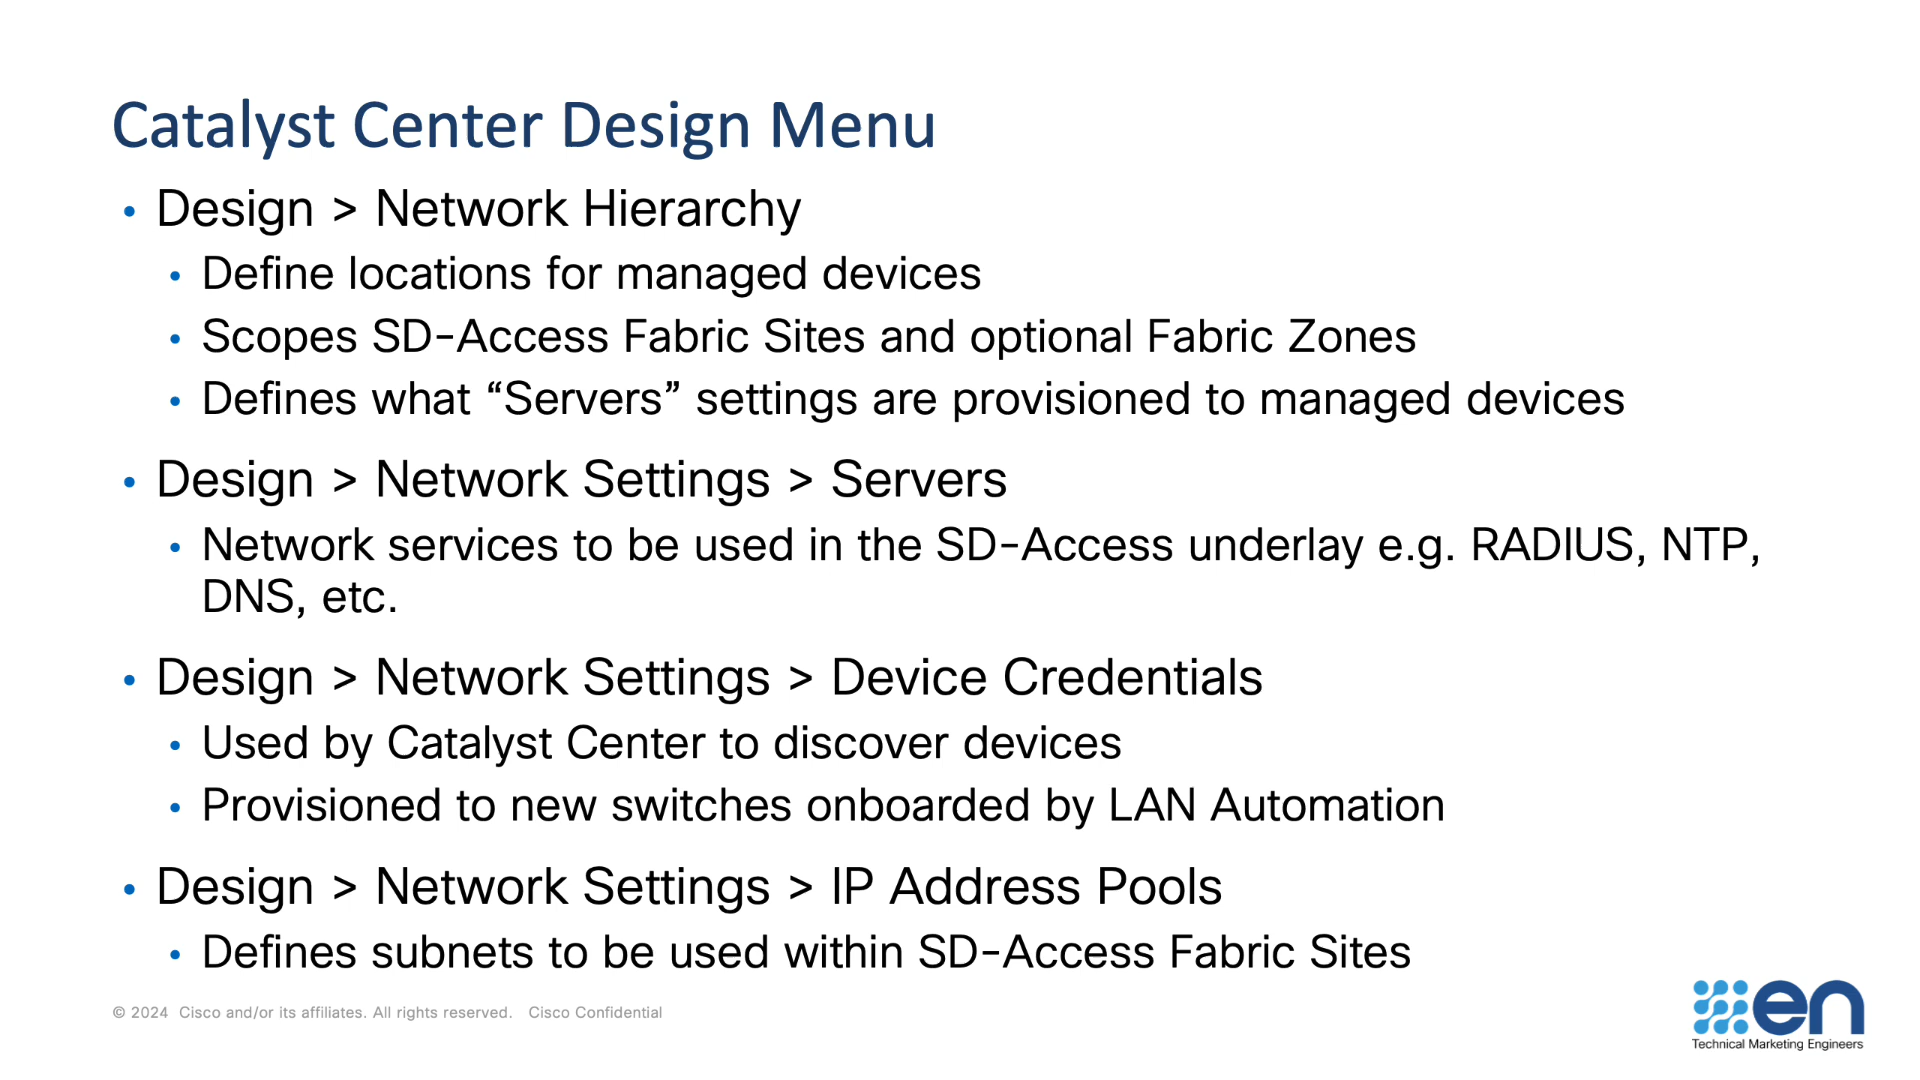 Catalyst Center Design Menu
• Design > Network Hierarchy
• Define locations for managed devices
• Scopes SD-Access Fabric Sites and optional Fabric Zones
• Defines what “Servers” settings are provisioned to managed devices
• Design > Network Settings > Servers
• Network services to be used in the SD-Access underlay e.g. RADIUS, NTP,
DNS, etc.
• Design > Network Settings > Device Credentials
• Used by Catalyst Center to discover devices
• Provisioned to new switches onboarded by LAN Automation
• Design > Network Settings > IP Address Pools
• Defines subnets to be used within SD-Access Fabric Sites
© 2024 Cisco and/or its affiliates. All rights reserved. Cisco Confidential
en
Technical Marketing Engineers